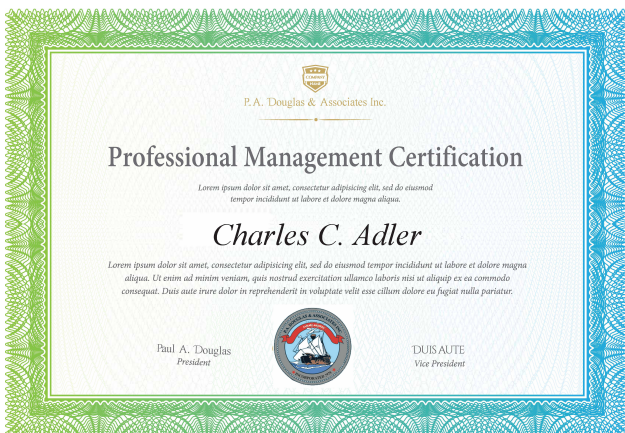 COMPANY
P.A. Douglas & Associates Inc.
Professional Management Certification
Lorem ipsum dolor sit amet, consectetur adipisicing elit, sed do eiusmod
tempor incididunt ut labore et dolore magna aliqua.
Charles C. Adler
Lorem ipsum dolor sit amet, consectetur adipisicing elit, sed do eiusmod tempor incididunt ut labore et dolore magna
aliqua. Ut enim ad minim veniam, quis nostrud exercitation ullamco laboris nisi ut aliquip ex ea commodo
consequat. Duis aute irure dolor in reprehenderit in voluptate velit esse cillum dolore eu fugiat nulla pariatur.
P.A. DOUGLAS & ASSOCIATES INC.
Paul A. Douglas
President
DUIS AUTE
Vice President